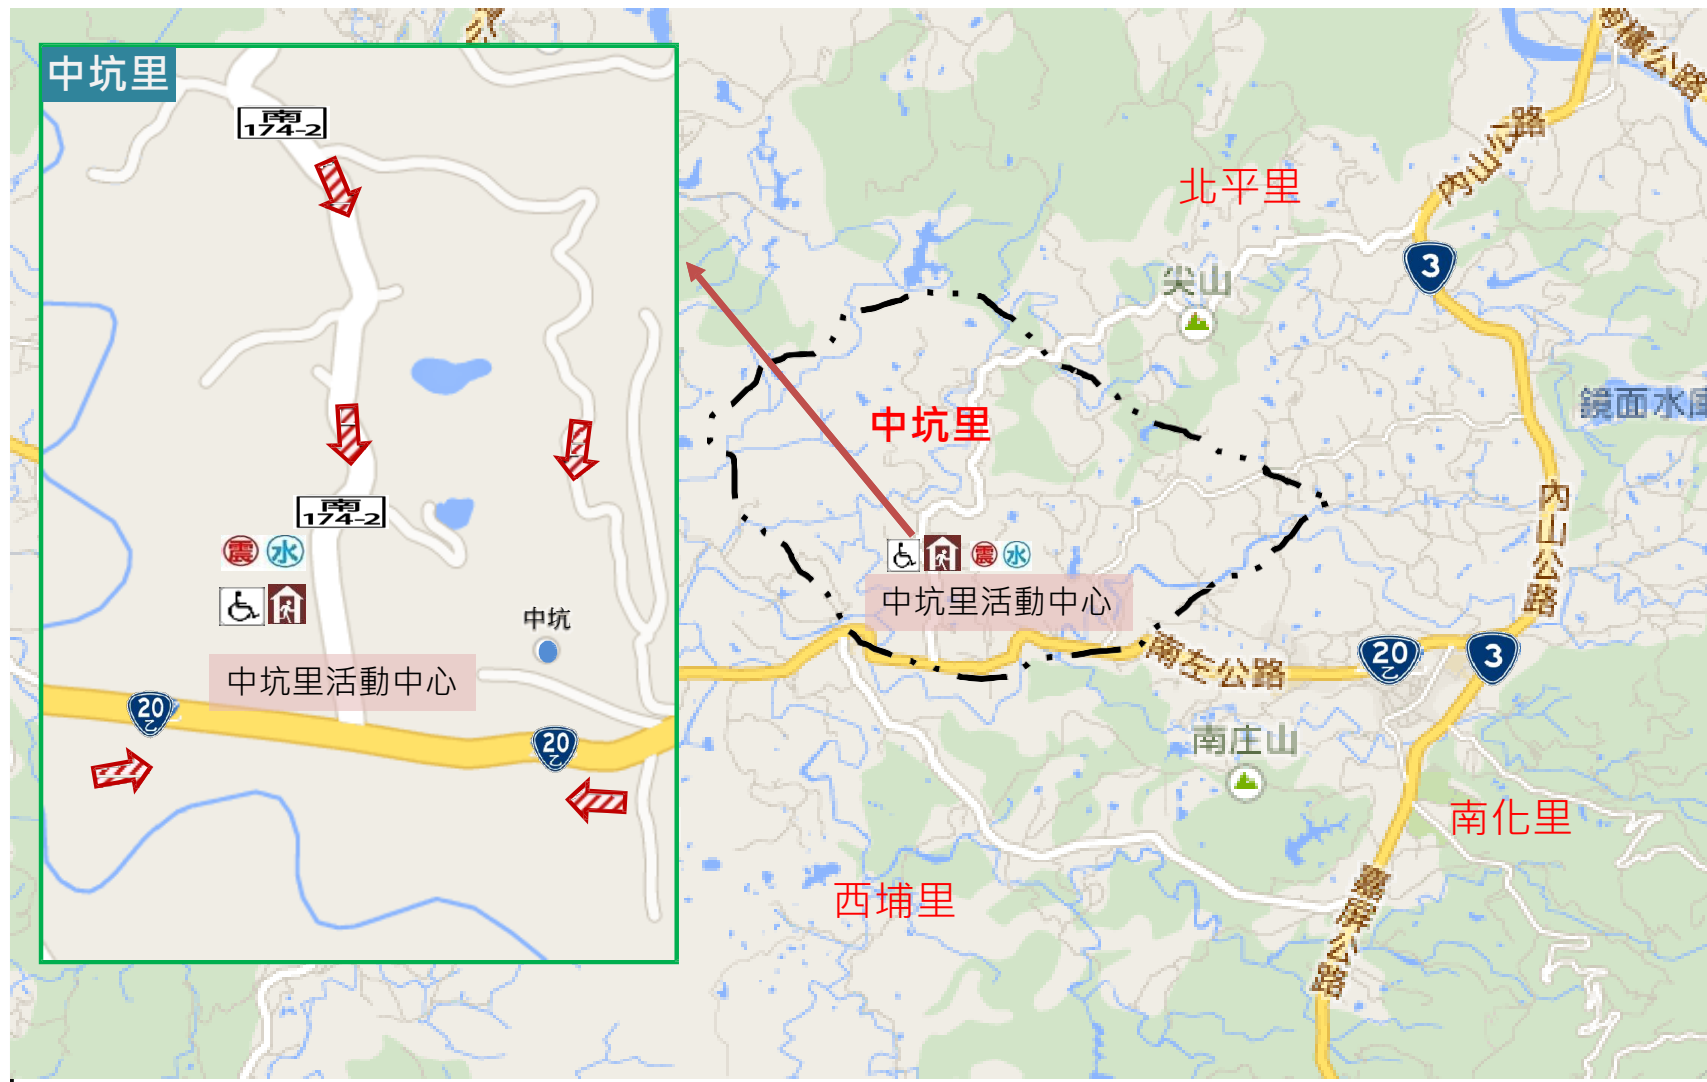 中坑里
南
174-2
南
174-2
震 水
中坑
中坑里活動中心
20
乙
20
乙
內山公路
北平里
3
尖山
鏡面水庫
中坑里
震 水
中坑里活動中心
內山公路
南左公路
20
乙
3
南庄山
南化里
西埔里